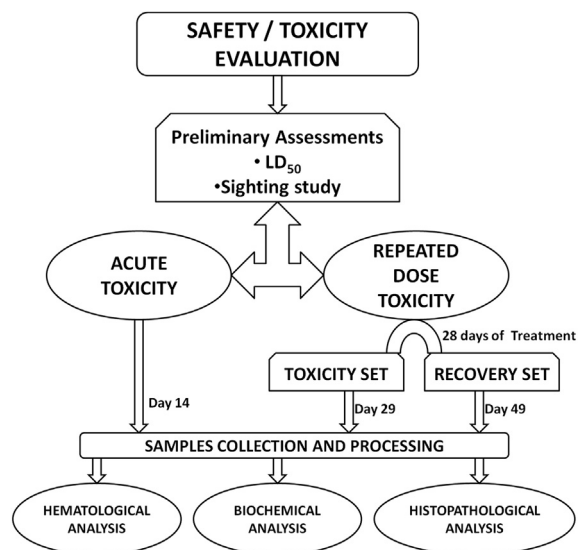 SAFETY / TOXICITY
EVALUATION
Preliminary Assessments
• LD50
•Sighting study
ACUTE
TOXICITY
REPEATED
DOSE
TOXICITY
28 days of Treatment
TOXICITY SET
RECOVERY SET
Day 14
Day 29
Day 49
SAMPLES COLLECTION AND PROCESSING
HEMATOLOGICAL
ANALYSIS
BIOCHEMICAL
ANALYSIS
HISTOPATHOLOGICAL
ANALYSIS